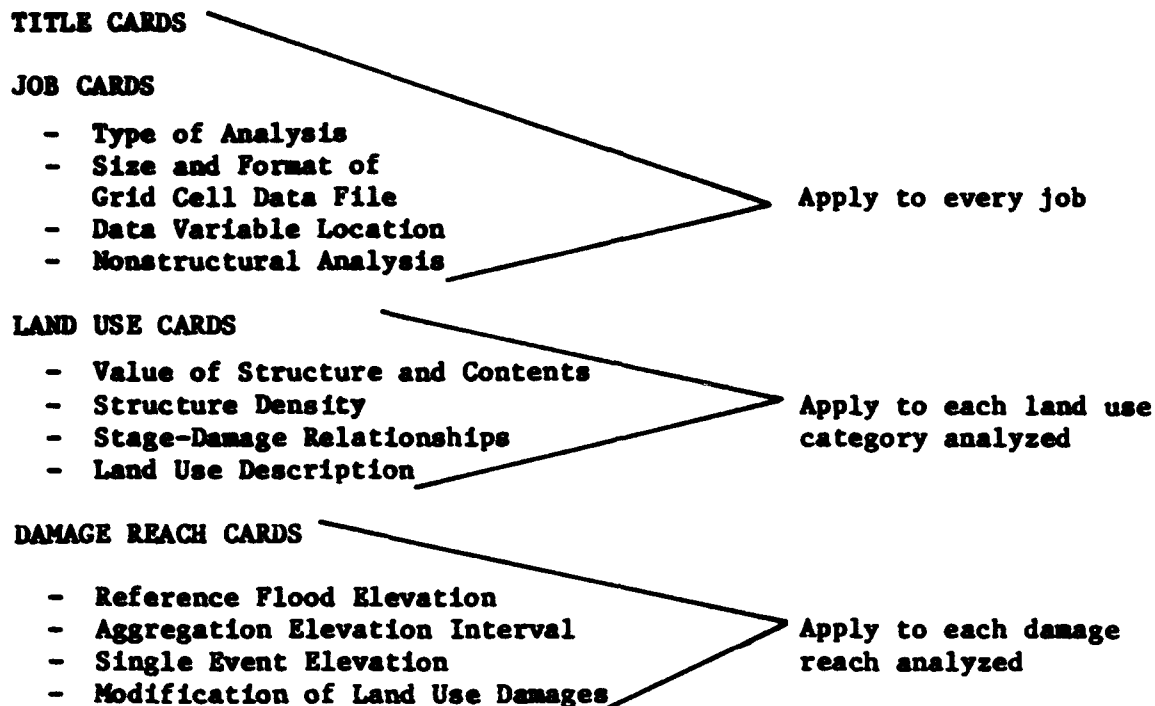 TITLE CARDS
JOB CARDS
- Type of Analysis
- Size and Format of
Grid Cell Data File
- Data Variable Location
- Nonstructural Analysis
Apply to every job
LAND USE CARDS
- Value of Structure and Contents
- Structure Density
- Stage-Damage Relationships
- Land Use Description
Apply to each land use
category analyzed
DAMAGE REACH CARDS
- Reference Flood Elevation
- Aggregation Elevation Interval
- Single Event Elevation
- Modification of Land Use Damages
Apply to each damage
reach analyzed